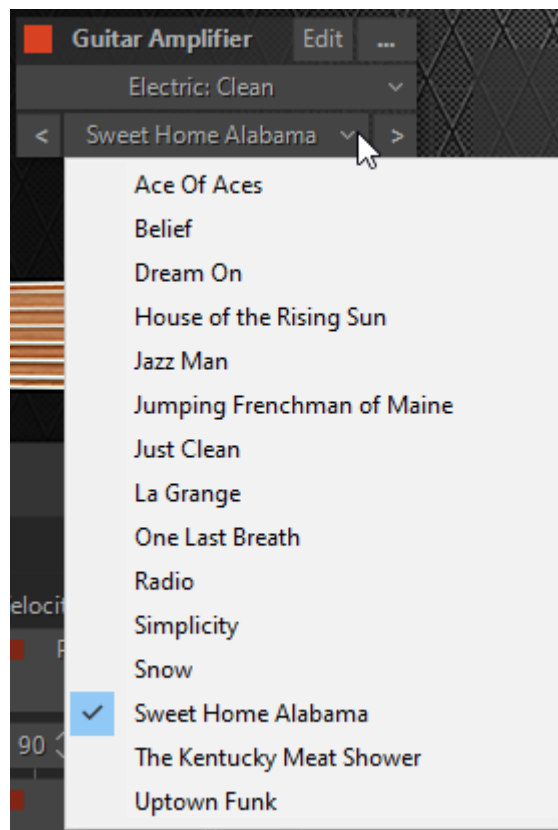 Guitar Amplifier Edit ...
Electric: Clean
< Sweet Home Alabama >
Ace Of Aces
Belief
Dream On
House of the Rising Sun
Jazz Man
Jumping Frenchman of Maine
Just Clean
La Grange
One Last Breath
Radio
Simplicity
Snow
Sweet Home Alabama
The Kentucky Meat Shower
Uptown Funk
90